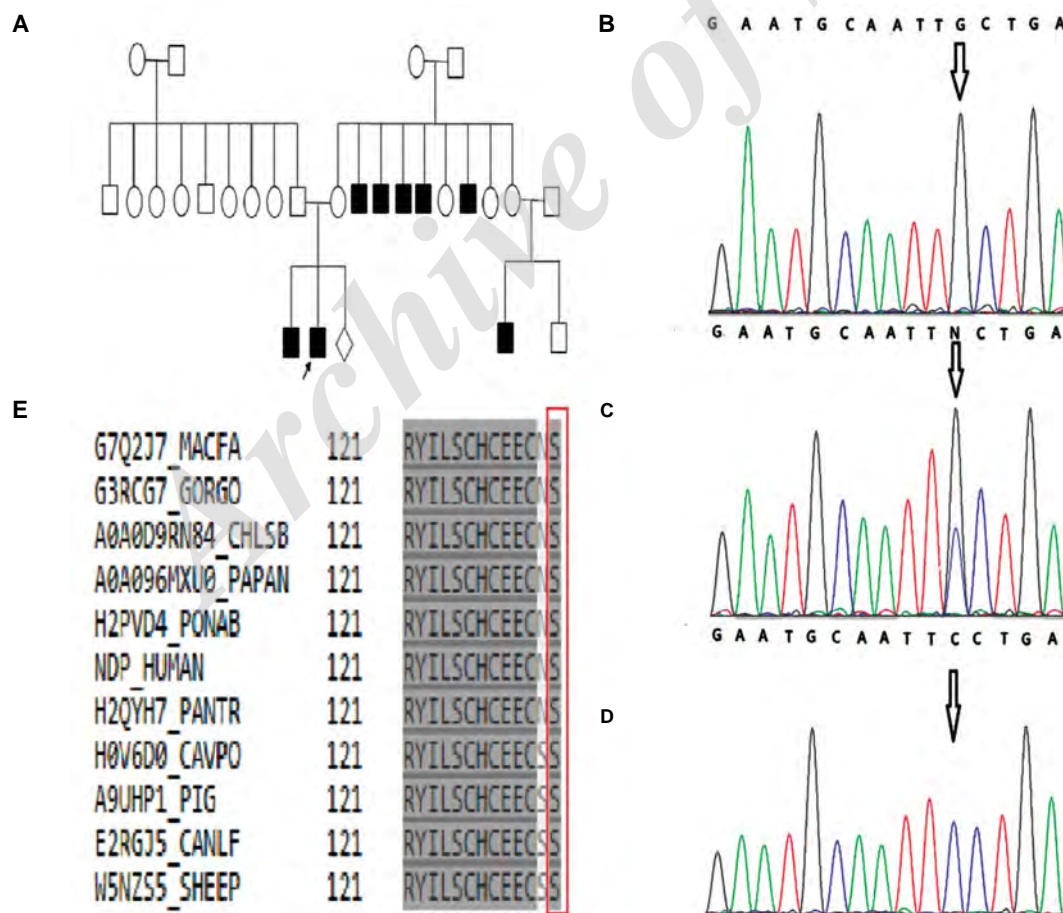 A
B
G A A T G C A A T T G C T G A
G A A T G C A A T T N C T G A
C
G A A T G C A A T T C C T G A
D
E
G7Q2J7_MACFA 121 RYILSCHCEECNS
G3RCG7_GORGO 121 RYILSCHCEECNS
A0A0D9RN84_CHLSB 121 RYILSCHCEECNS
A0A096MXU0_PAPAN 121 RYILSCHCEECNS
H2PVD4_PONAB 121 RYILSCHCEECNS
NDP_HUMAN 121 RYILSCHCEECNS
H2QYH7_PANTR 121 RYILSCHCEECNS
H0V6D0_CAVPO 121 RYILSCHCEECSS
A9UHP1_PIG 121 RYILSCHCEECSS
E2RGJ5_CANLF 121 RYILSCHCEECSS
W5NZS5_SHEEP 121 RYILSCHCEECSS
Archive of